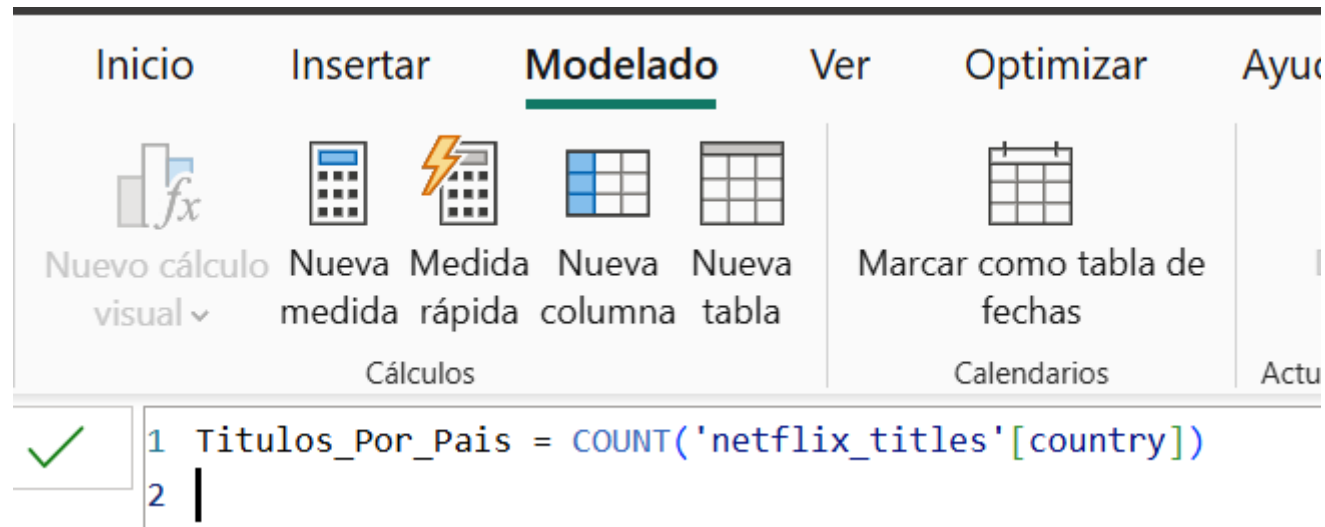 Inicio Insertar Modelado Ver Optimizar
Nuevo cálculo visual
Nueva medida
Medida rápida
Nueva columna
Nueva tabla
Marcar como tabla de fechas
Cálculos Calendarios Actu
1 Titulos_Por_Pais = COUNT('netflix_titles'[country])
2